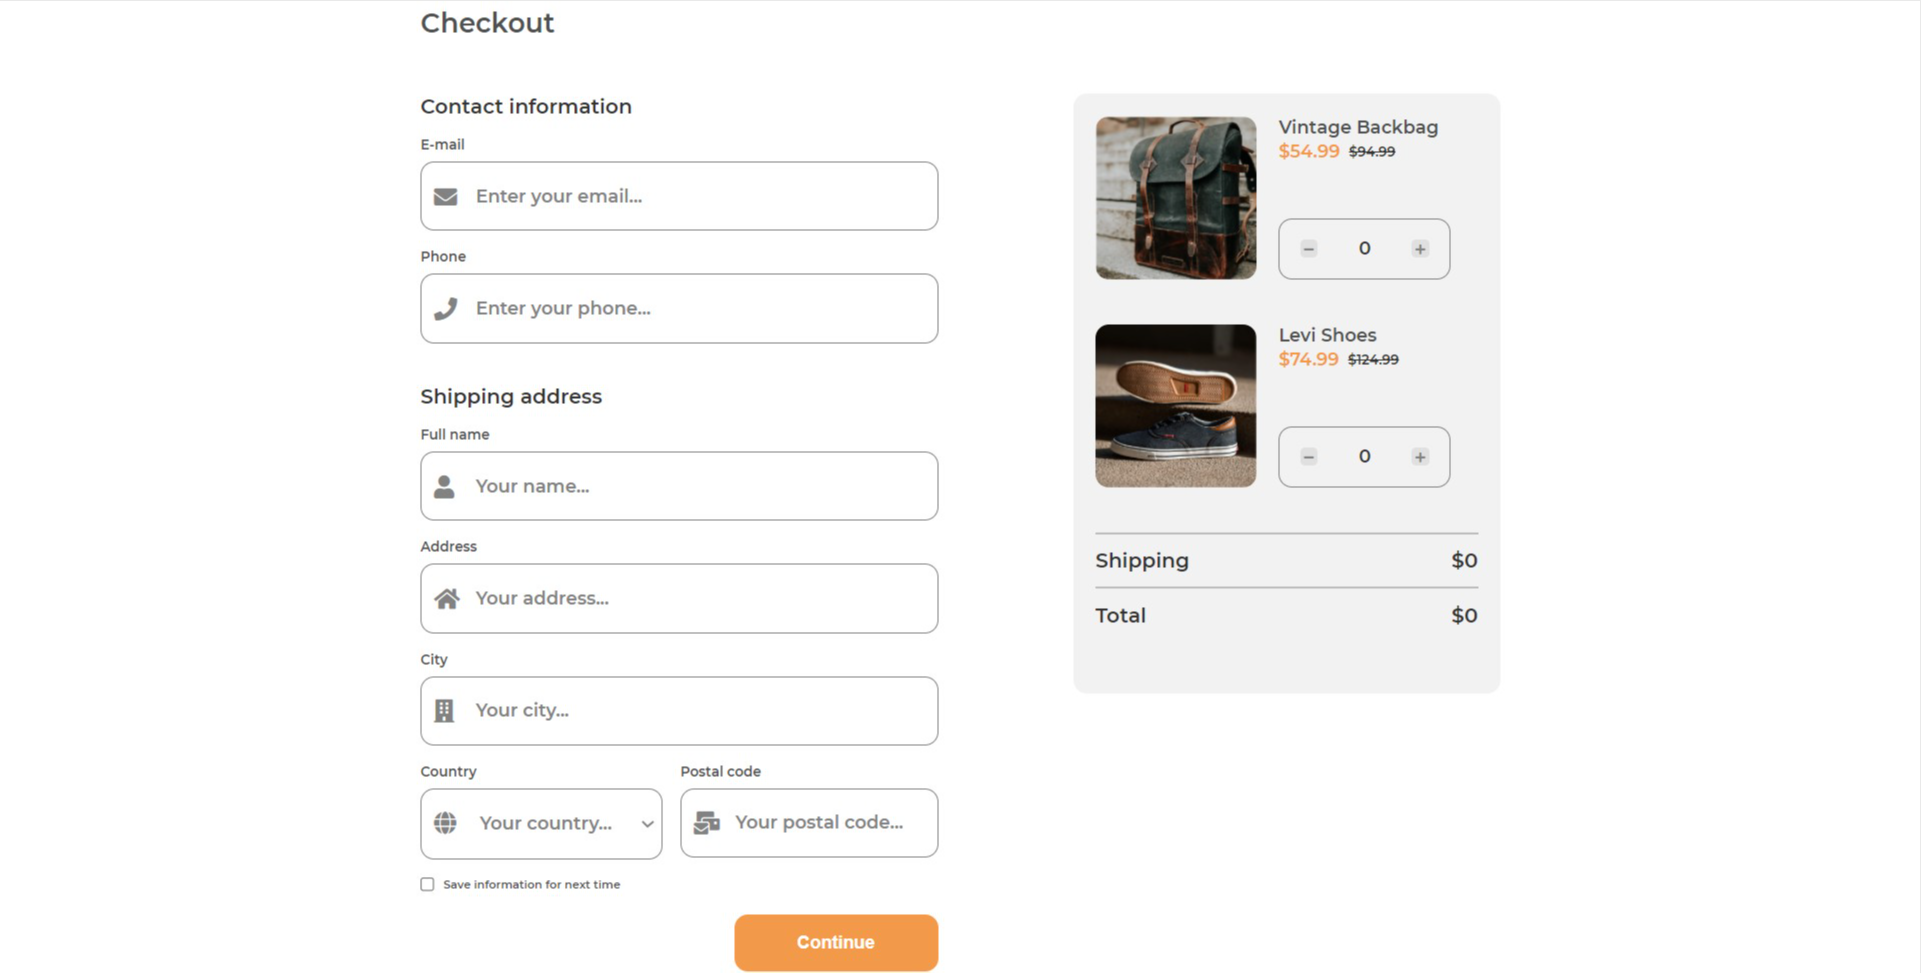 Checkout
Contact information
E-mail
Enter your email...
Phone
Enter your phone...
Shipping address
Full name
Your name...
Address
Your address...
City
Your city...
Country
Postal code
Your country...
Your postal code...
Save information for next time
Continue
Vintage Backbag
$54.99 $94.99
− 0 +
Levi Shoes
$74.99 $124.99
− 0 +
Shipping $0
Total $0